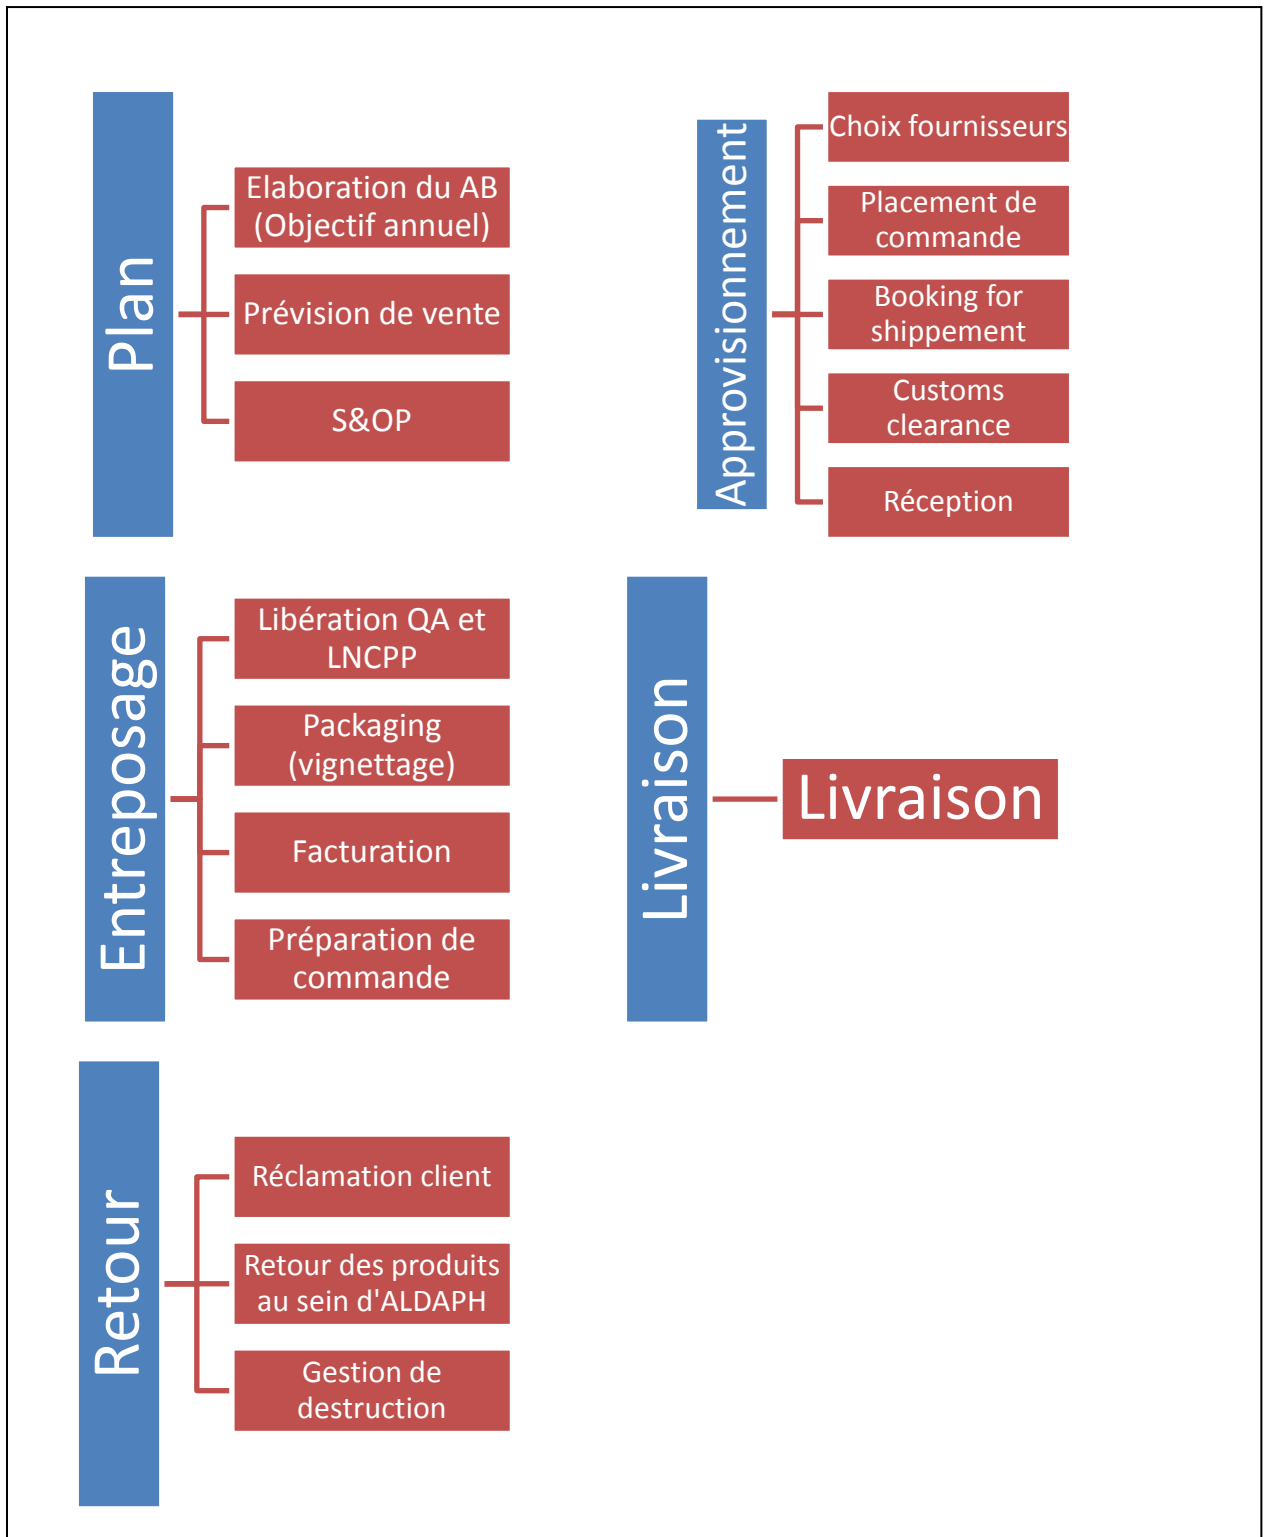 Plan
Elaboration du AB
(Objectif annuel)
Prévision de vente
S&OP
Approvisionnement
Choix fournisseurs
Placement de
commande
Booking for
shippement
Customs
clearance
Réception
Entreposage
Libération QA et
LNCPP
Packaging
(vignettage)
Facturation
Préparation de
commande
Livraison
Livraison
Retour
Réclamation client
Retour des produits
au sein d'ALDAPH
Gestion de
destruction